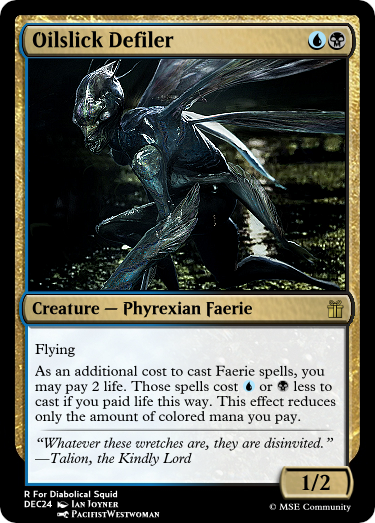 Oilslick Defiler
Creature — Phyrexian Faerie
Flying
As an additional cost to cast Faerie spells, you
may pay 2 life. Those spells cost or less to
cast if you paid life this way. This effect reduces
only the amount of colored mana you pay.
“Whatever these wretches are, they are disinvited.”
—Talion, the Kindly Lord
1/2
R For Diabolical Squid
DEC24 Ian Joyner
PacifistWestwoman
© MSE Community